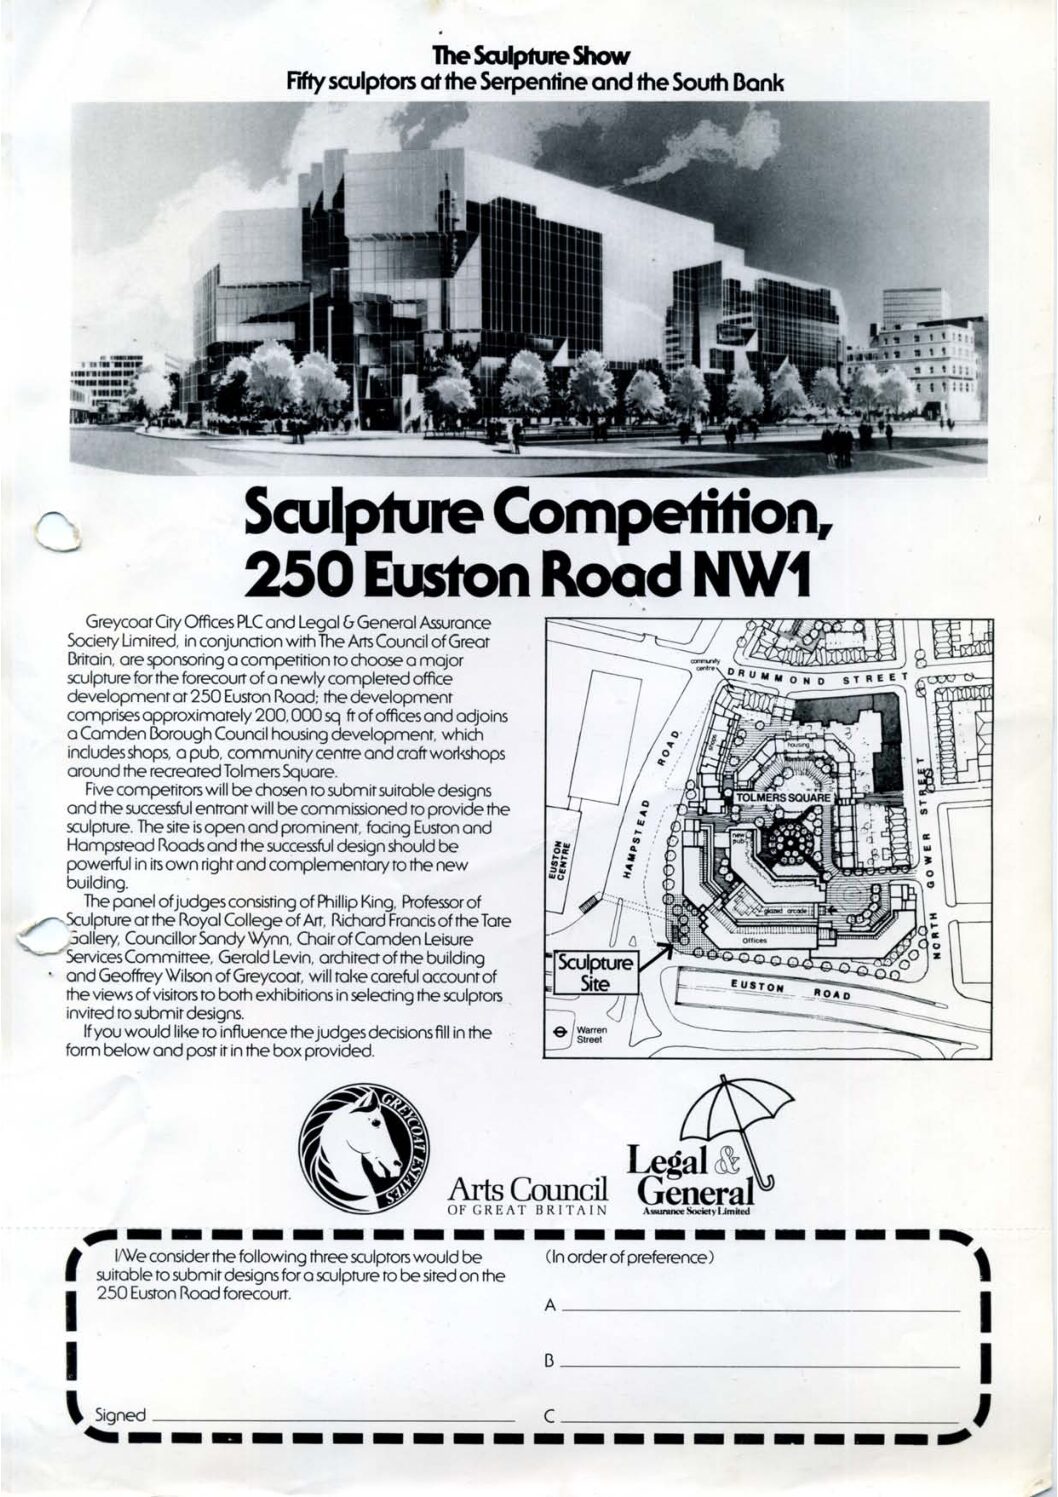 The Sculpture Show
Fifty sculptors at the Serpentine and the South Bank
Sculpture Competition,
250 Euston Road NW1
Greycoat City Offices PLC and Legal & General Assurance
Society Limited, in conjunction with The Arts Council of Great
Britain, are sponsoring a competition to choose a major
sculpture for the forecourt of a newly completed office
development at 250 Euston Road; the development
comprises approximately 200,000 sq ft of offices and adjoins
a Camden Borough Council housing development, which
includes shops, a pub, community centre and craft workshops
around the recreated Tolmers Square.
Five competitors will be chosen to submit suitable designs
and the successful entrant will be commissioned to provide the
sculpture. The site is open and prominent, facing Euston and
Hampstead Roads and the successful design should be
powerful in its own right and complementary to the new
building.
The panel of judges consisting of Phillip King, Professor of
Sculpture at the Royal College of Art, Richard Francis of the Tate
Gallery, Councillor Sandy Wynn, Chair of Camden Leisure
Services Committee, Gerald Levin, architect of the building
and Geoffrey Wilson of Greycoat, will take careful account of
the views of visitors to both exhibitions in selecting the sculptors
invited to submit designs.
If you would like to influence the judges decisions fill in the
form below and post it in the box provided.
community
centre
DRUMMOND STREET
HAMPSTEAD ROAD
shops
housing
TOLMERS SQUARE
new
pub
EUSTON
CENTRE
NORTH GOWER STREET
glazed arcade
Offices
Sculpture
Site
EUSTON ROAD
Warren
Street
GREYCOAT ESTATES
Arts Council
OF GREAT BRITAIN
Legal &
General
Assurance Society Limited
I/We consider the following three sculptors would be
suitable to submit designs for a sculpture to be sited on the
250 Euston Road forecourt.
Signed
(In order of preference)
A
B
C